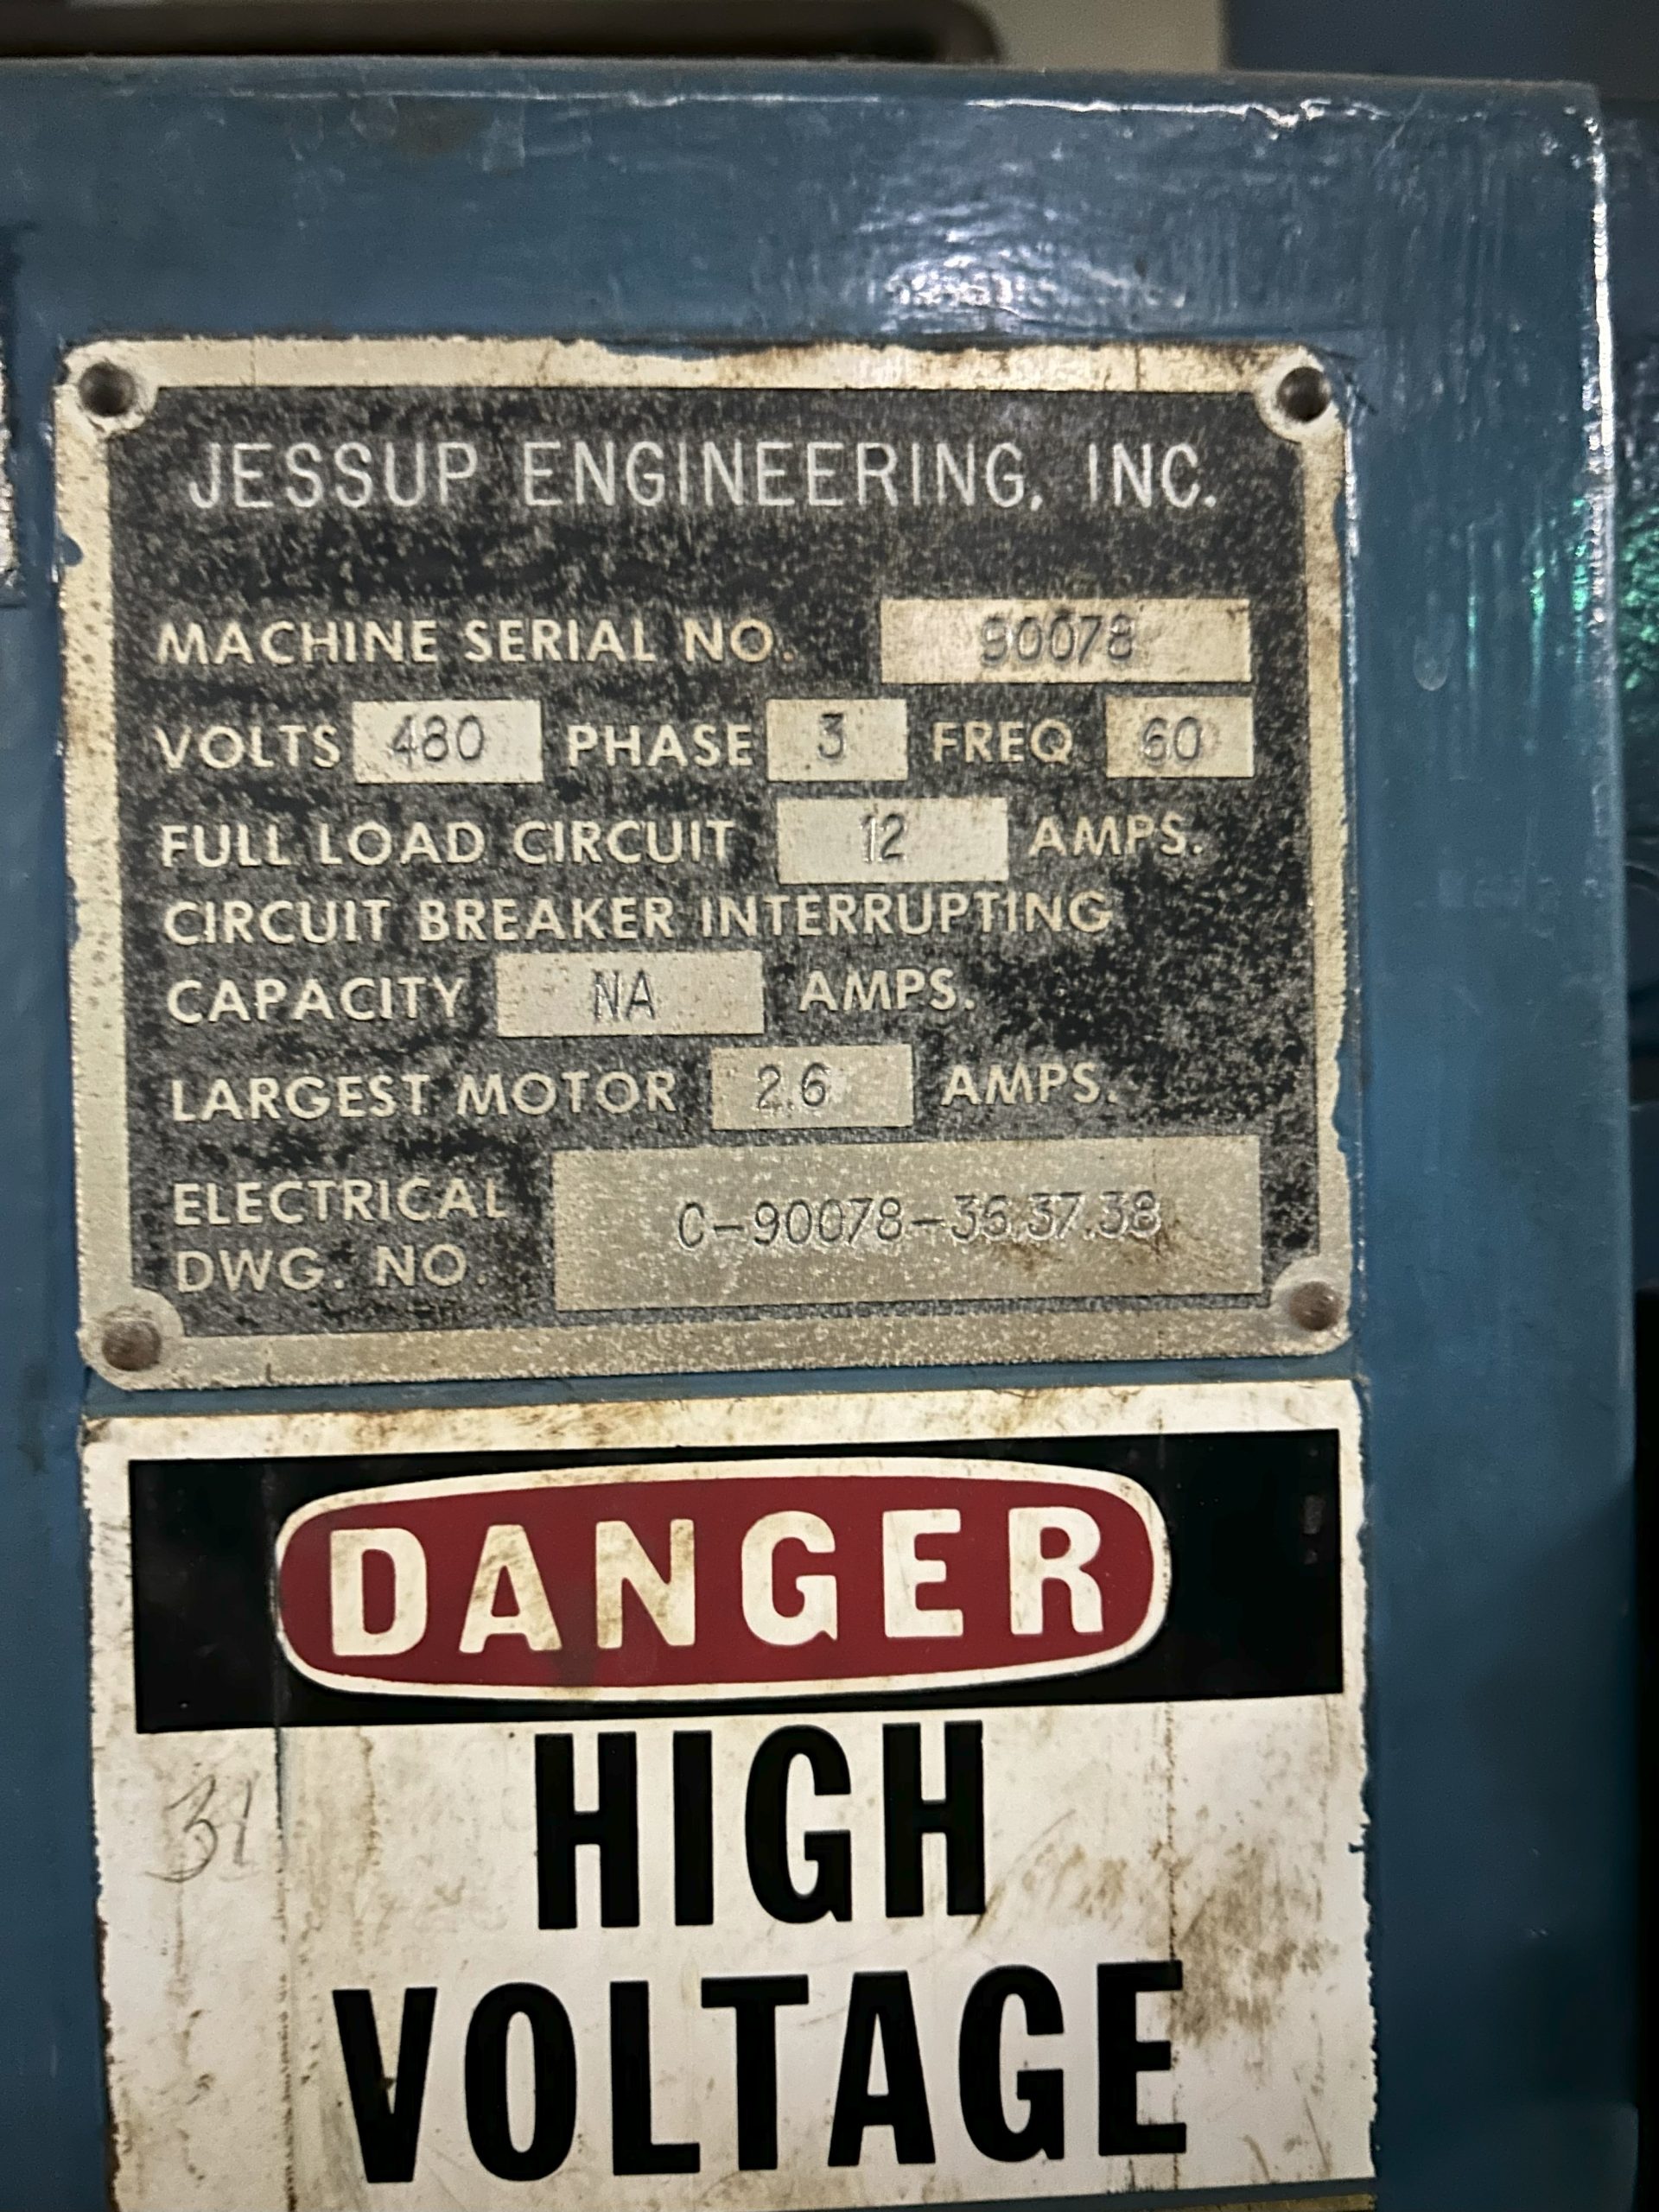 JESSUP ENGINEERING, INC.
MACHINE SERIAL NO. 90078
VOLTS 480 PHASE 3 FREQ 60
FULL LOAD CIRCUIT 12 AMPS.
CIRCUIT BREAKER INTERRUPTING
CAPACITY NA AMPS.
LARGEST MOTOR 2.6 AMPS.
ELECTRICAL
DWG. NO. C-90078-36.37.38
DANGER
HIGH
31
VOLTAGE